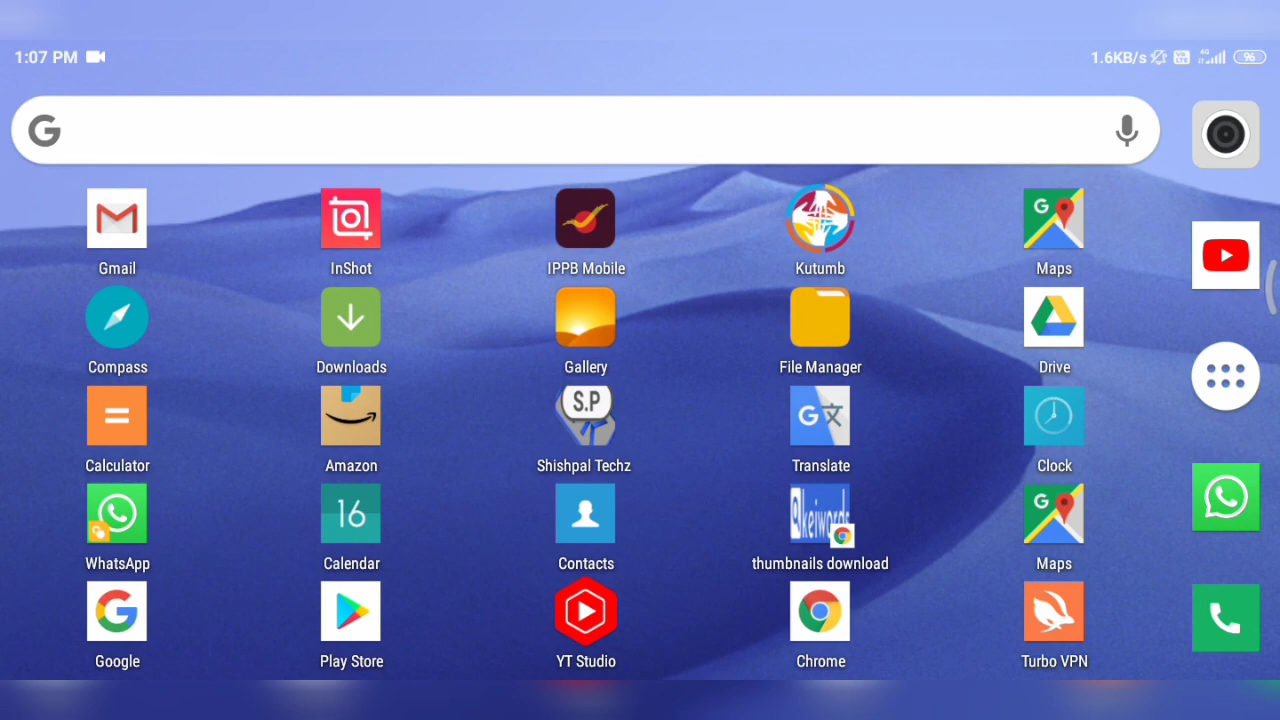 1:07 PM 1.6KB/s 4G 96
G
Gmail InShot IPPB Mobile Kutumb Maps
Compass Downloads Gallery File Manager Drive
S.P
Calculator Amazon Shishpal Techz Translate Clock
16 keiwords
WhatsApp Calendar Contacts thumbnails download Maps
Google Play Store YT Studio Chrome Turbo VPN